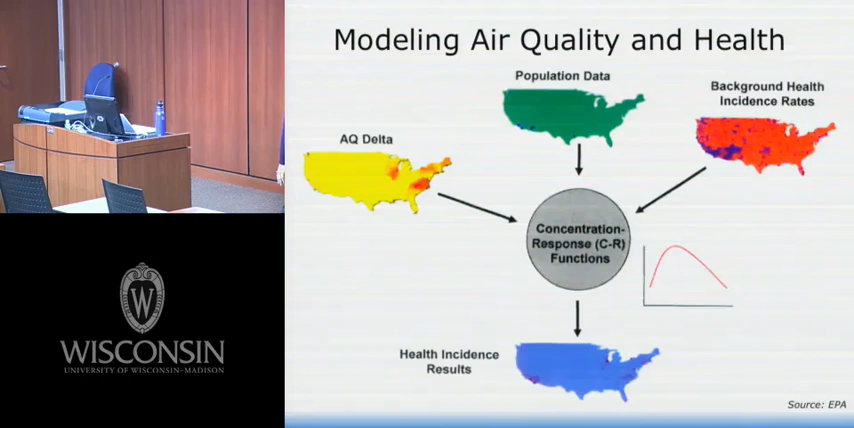 Modeling Air Quality and Health
Population Data
Background Health
Incidence Rates
AQ Delta
Concentration-
Response (C-R)
Functions
Health Incidence
Results
Source: EPA
W
WISCONSIN
UNIVERSITY OF WISCONSIN–MADISON